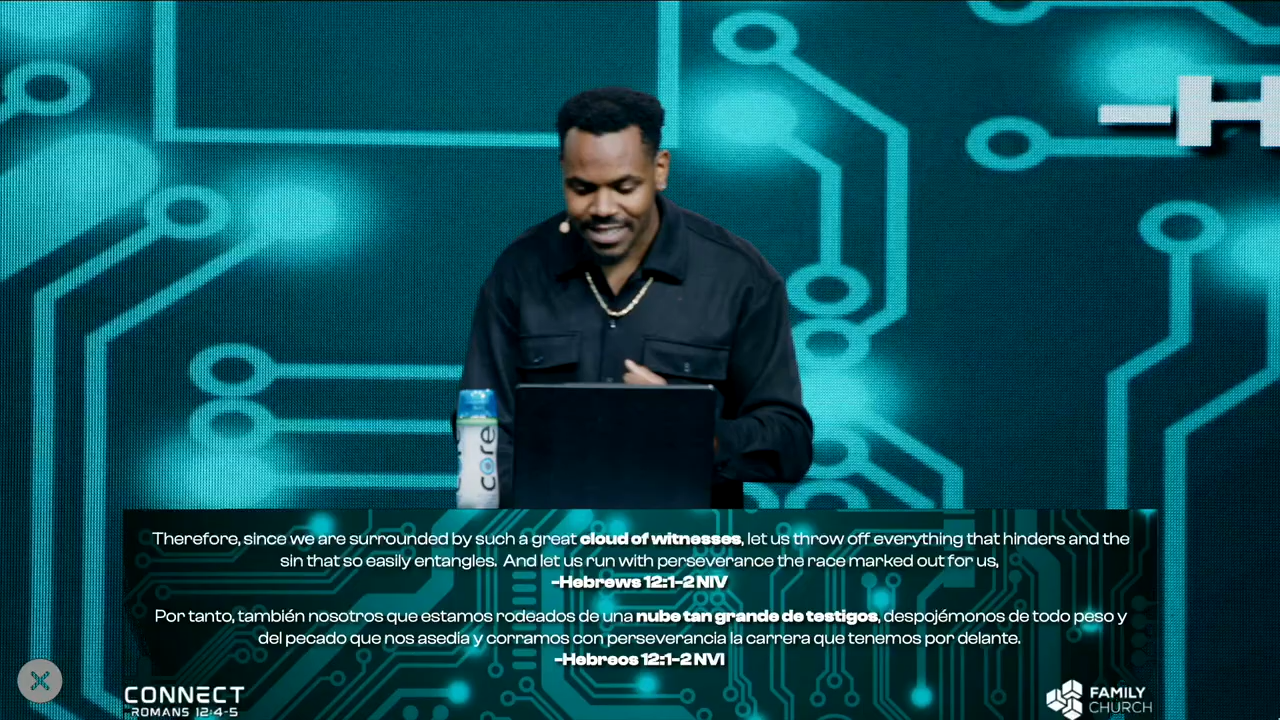 –H
core
Therefore, since we are surrounded by such a great cloud of witnesses, let us throw off everything that hinders and the
sin that so easily entangles. And let us run with perseverance the race marked out for us,
-Hebrews 12:1-2 NIV
Por tanto, también nosotros que estamos rodeados de una nube tan grande de testigos, despojémonos de todo peso y
del pecado que nos asedia y corramos con perseverancia la carrera que tenemos por delante.
-Hebreos 12:1-2 NVI
CONNECT
ROMANS 12:4-5
FAMILY
CHURCH